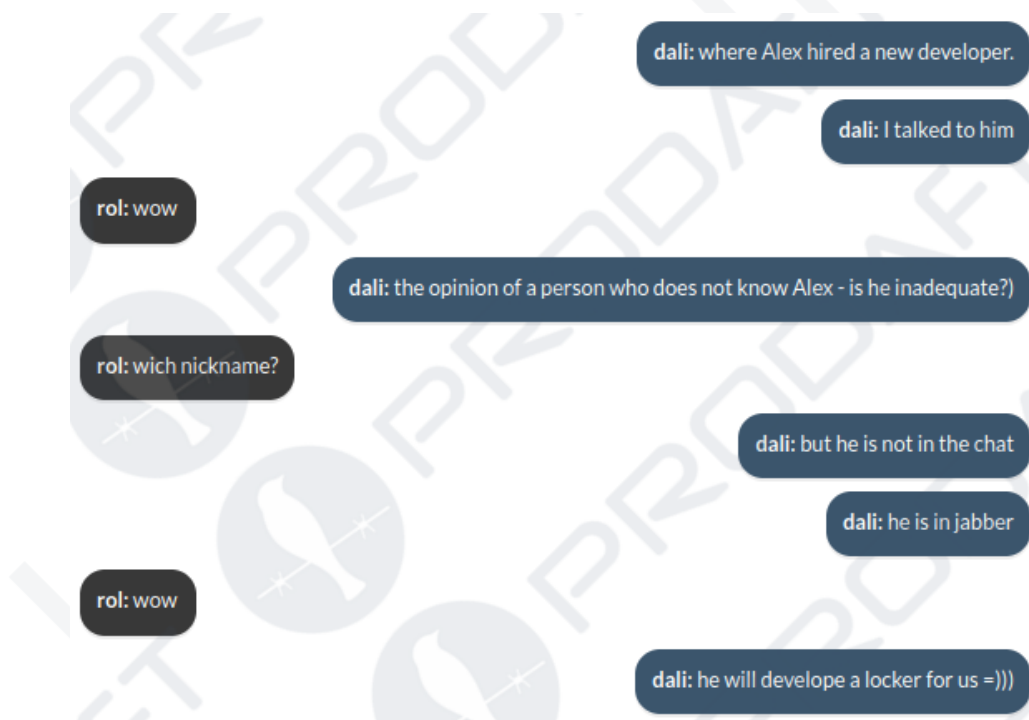 dali: where Alex hired a new developer.
dali: I talked to him
rol: wow
dali: the opinion of a person who does not know Alex - is he inadequate?)
rol: wich nickname?
dali: but he is not in the chat
dali: he is in jabber
rol: wow
dali: he will develope a locker for us =)))
PRODAFT